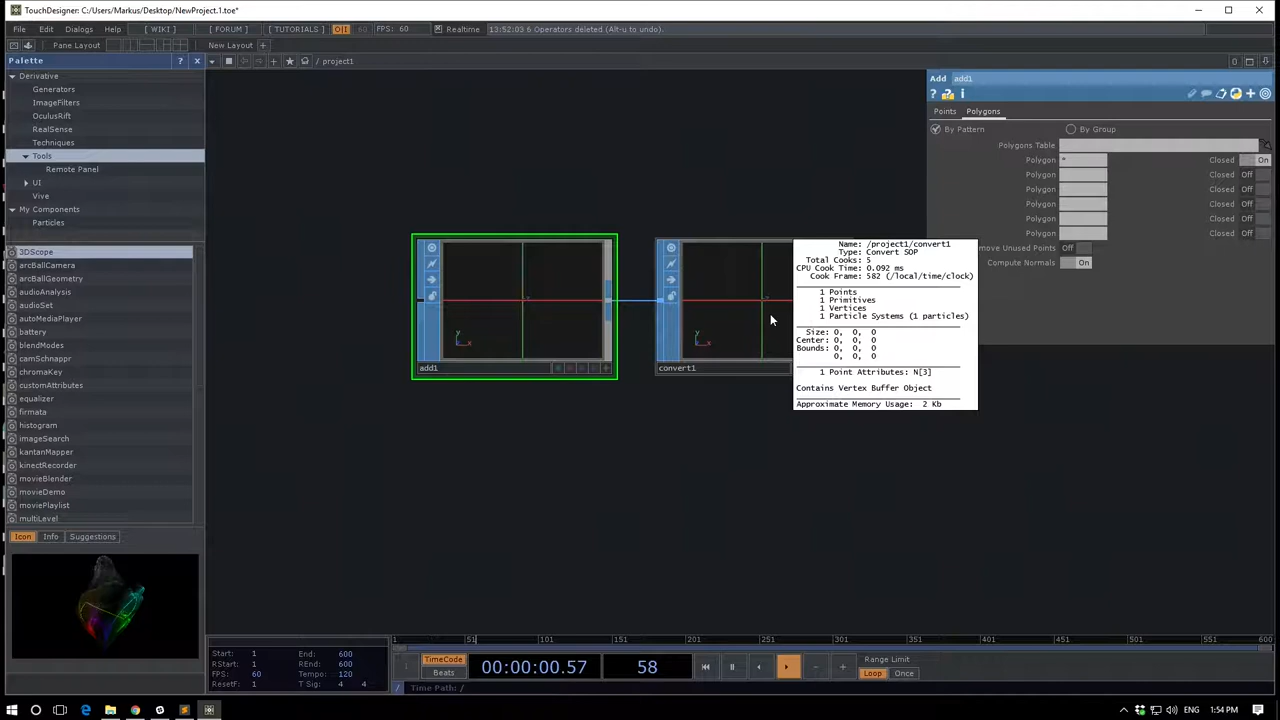 TouchDesigner: C:/Users/Markus/Desktop/NewProject.1.toe*
File Edit Dialogs Help [ WIKI ] [ FORUM ] [ TUTORIALS ] O|I 60 FPS: 60 Realtime 13:52:03 6 Operators deleted (Alt-u to undo).
Pane Layout New Layout +
Palette ? x
/ project1
0
Derivative
Generators
ImageFilters
OculusRift
RealSense
Techniques
Tools
Remote Panel
UI
Vive
My Components
Particles
3DScope
arcBallCamera
arcBallGeometry
audioAnalysis
audioSet
autoMediaPlayer
battery
blendModes
camSchnappr
chromaKey
customAttributes
equalizer
firmata
histogram
imageSearch
kantanMapper
kinectRecorder
movieBlender
movieDemo
moviePlaylist
multiLevel
Icon Info Suggestions
y
x
add1
y
x
convert1
Name: /project1/convert1
Type: Convert SOP
Total Cooks: 5
CPU Cook Time: 0.092 ms
Cook Frame: 582 (/local/time/clock)
1 Points
1 Primitives
1 Vertices
1 Particle Systems (1 particles)
Size: 0, 0, 0
Center: 0, 0, 0
Bounds: 0, 0, 0
0, 0, 0
1 Point Attributes: N[3]
Contains Vertex Buffer Object
Approximate Memory Usage: 2 Kb
Add add1
? i
Points Polygons
By Pattern By Group
Polygons Table
Polygon * Closed On
Polygon Closed Off
Polygon Closed Off
Polygon Closed Off
Polygon Closed Off
Polygon Closed Off
move Unused Points Off
Compute Normals On
1 51 101 151 201 251 301 351 401 451 501 551 600
Start: 1 End: 600
RStart: 1 REnd: 600
FPS: 60 Tempo: 120
ResetF: 1 T Sig: 4 4
TimeCode
Beats
00:00:00.57 58
Range Limit
Loop Once
/ Time Path: /
ENG 1:54 PM